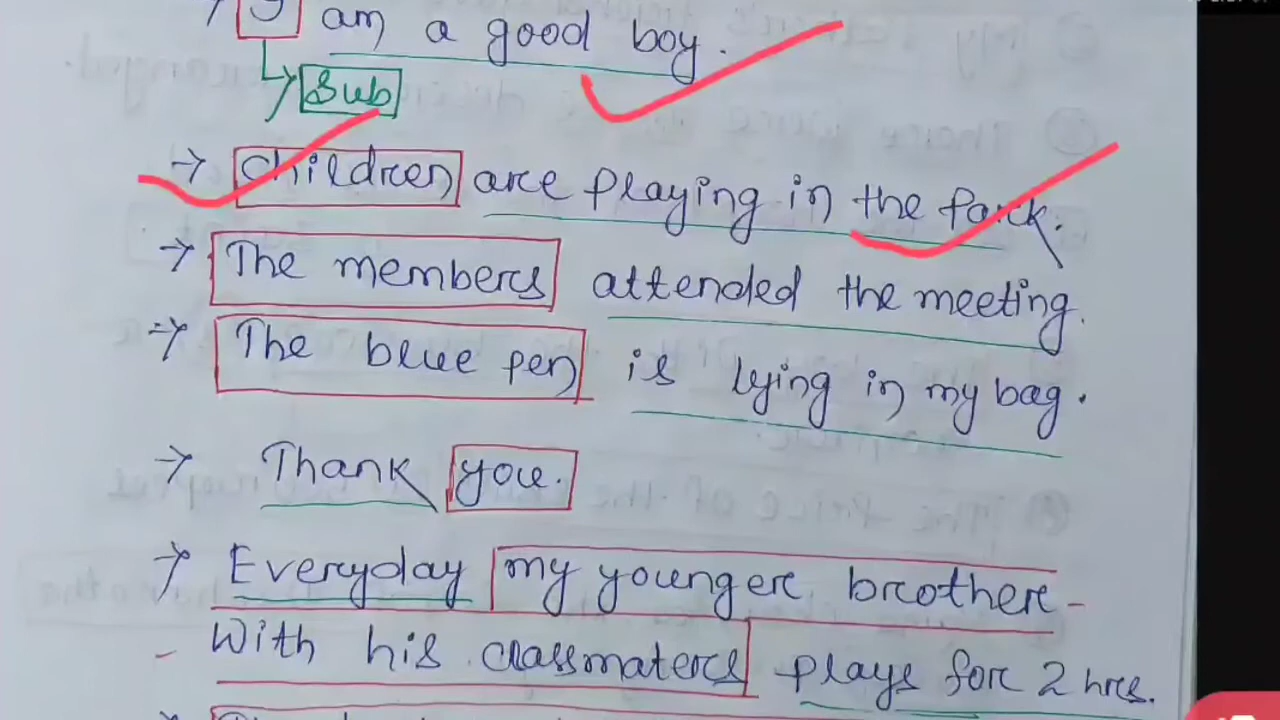 → I am a good boy.
→ Sub
→ Children are playing in the park.
→ The members attended the meeting.
→ The blue pen is lying in my bag.
→ Thank you.
→ Everyday my younger brother -
- With his classmaters plays for 2 hrs.